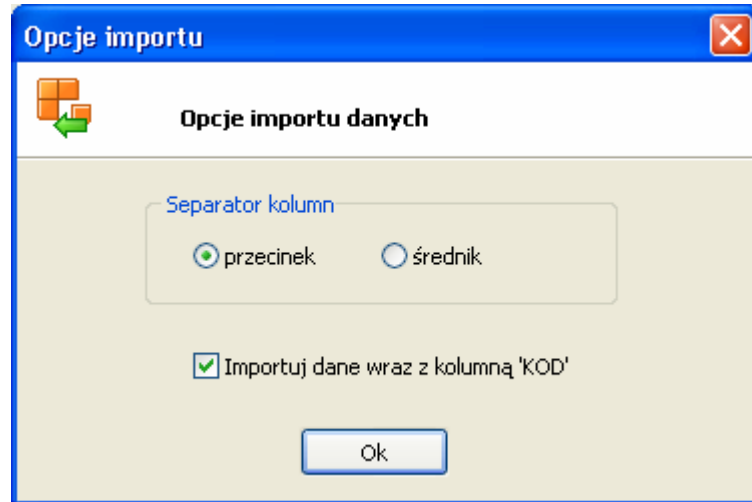 Opcje importu
Opcje importu danych
Separator kolumn
przecinek średnik
Importuj dane wraz z kolumną 'KOD'
Ok